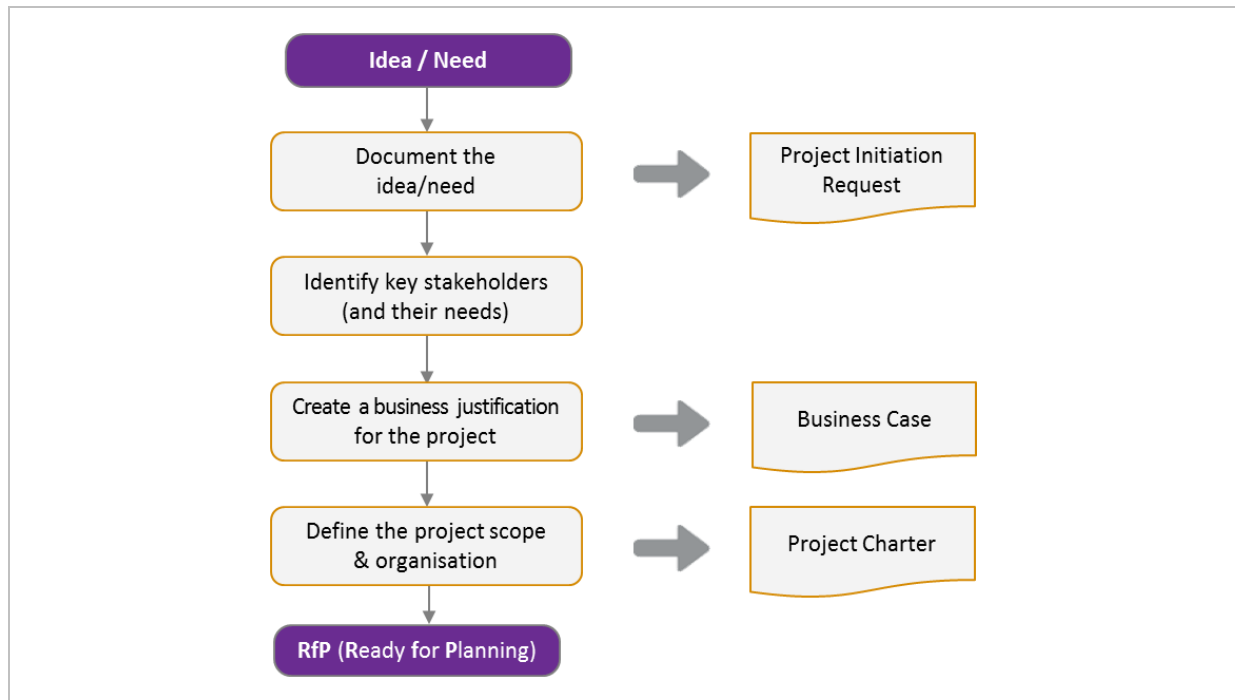 Idea / Need
Document the
idea/need
Project Initiation
Request
Identify key stakeholders
(and their needs)
Create a business justification
for the project
Business Case
Define the project scope
& organisation
Project Charter
RfP (Ready for Planning)